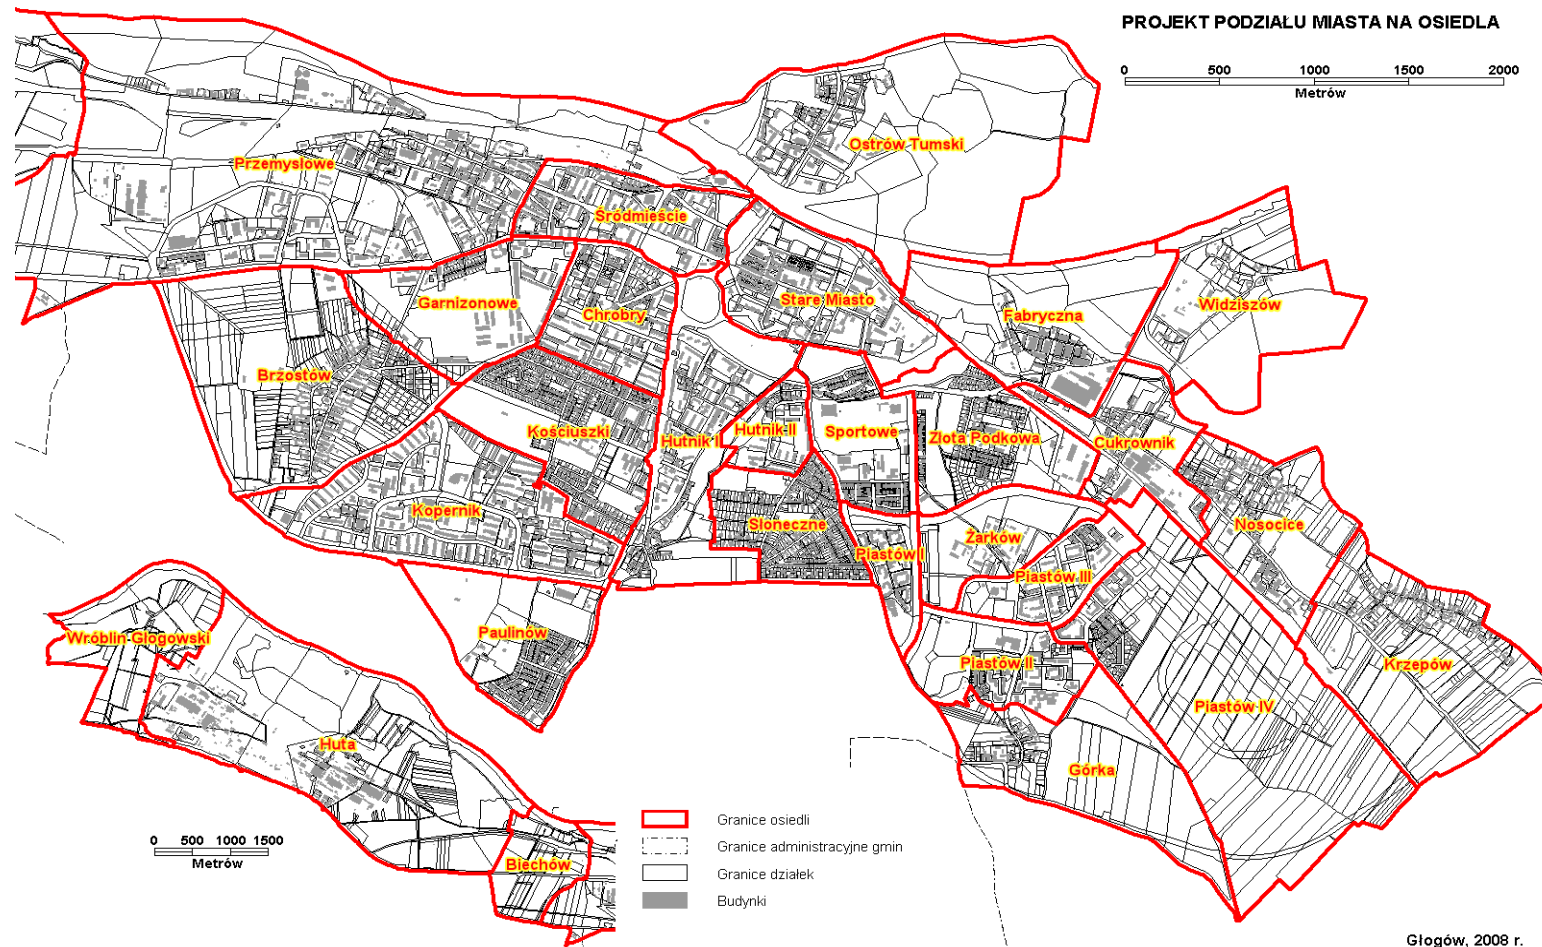 PROJEKT PODZIAŁU MIASTA NA OSIEDLA
0 500 1000 1500 2000
Metrów
Ostrów Tumski
Przemysłowe
Śródmieście
Stare Miasto
Garnizonowe
Chrobry
Fabryczna
Widziszów
Brzostów
Kościuszki
Hutnik I
Hutnik II
Sportowe
Złota Podkowa
Cukrownik
Kopernik
Słoneczne
Nosocice
Żarków
Piastów I
Piastów III
Wróblin Głogowski
Paulinów
Piastów II
Krzepów
Piastów IV
Huta
Górka
Biechów
0 500 1000 1500
Metrów
Granice osiedli
Granice administracyjne gmin
Granice działek
Budynki
Głogów, 2008 r.